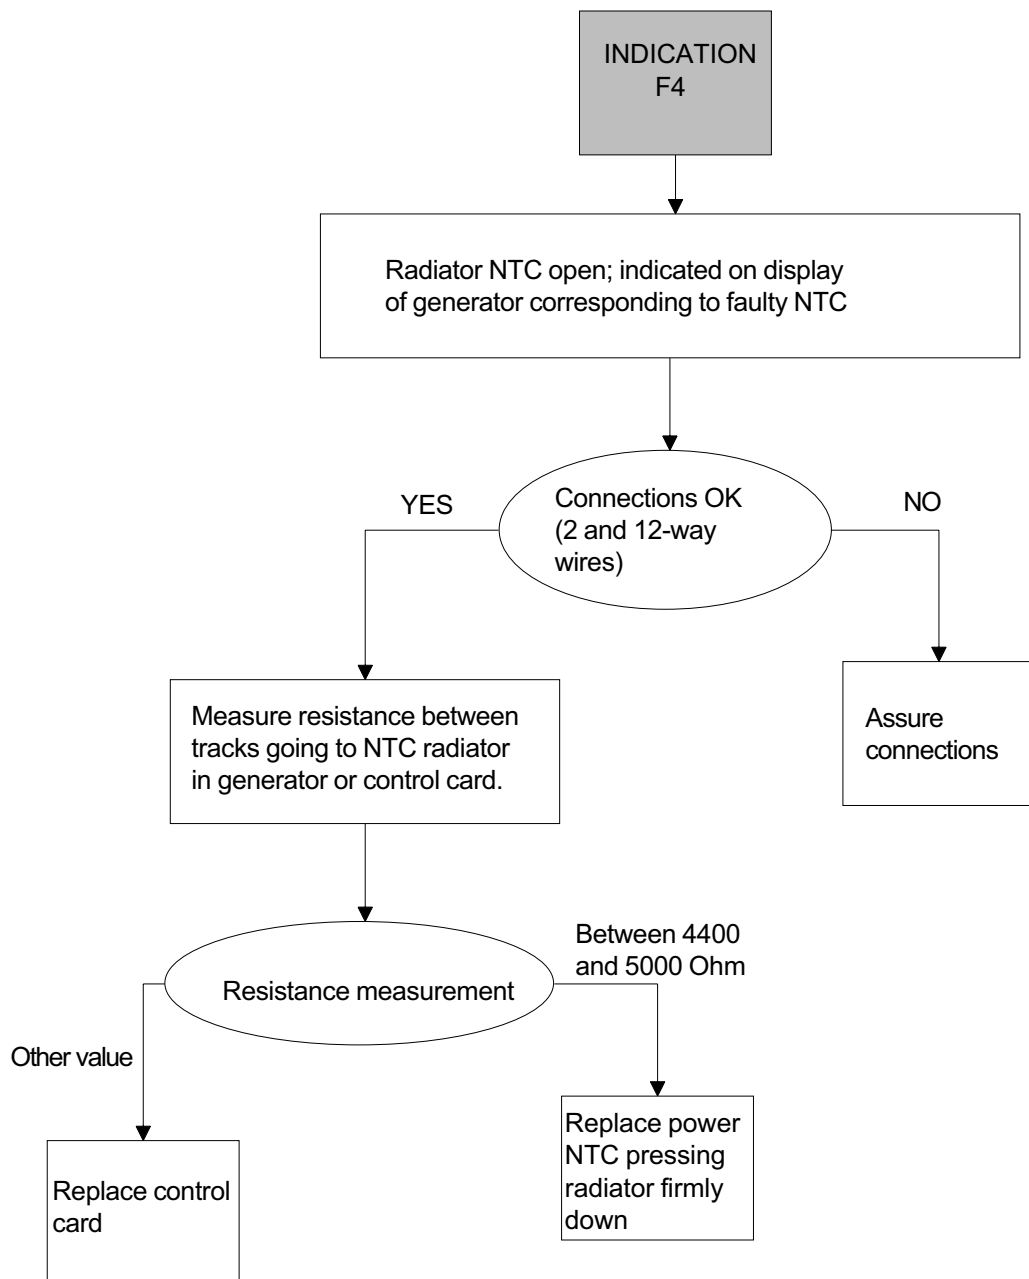 INDICATION
F4
Radiator NTC open; indicated on display
of generator corresponding to faulty NTC
YES
Connections OK
(2 and 12-way
wires)
NO
Measure resistance between
tracks going to NTC radiator
in generator or control card.
Assure
connections
Between 4400
and 5000 Ohm
Resistance measurement
Other value
Replace control
card
Replace power
NTC pressing
radiator firmly
down